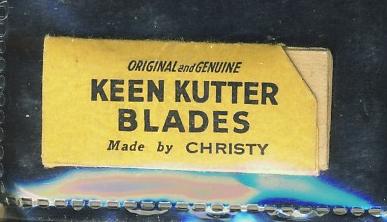 ORIGINAL and GENUINE
KEEN KUTTER
BLADES
Made by CHRISTY